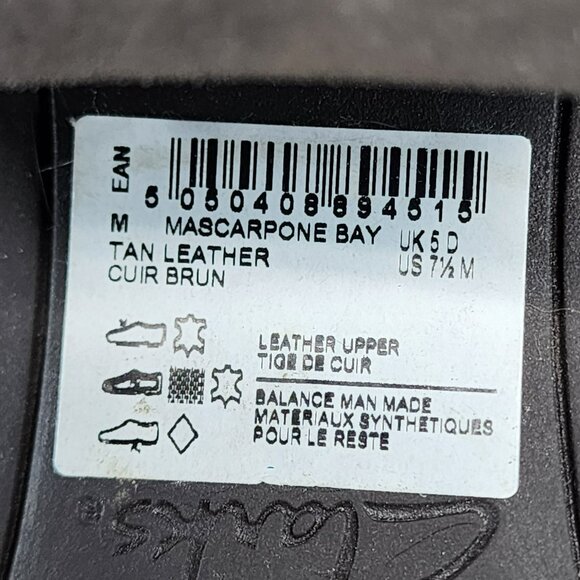 EAN
5 050408 894515
M MASCARPONE BAY UK 5 D
TAN LEATHER US 7½ M
CUIR BRUN
LEATHER UPPER
TIGE DE CUIR
BALANCE MAN MADE
MATERIAUX SYNTHETIQUES
POUR LE RESTE
Clarks®